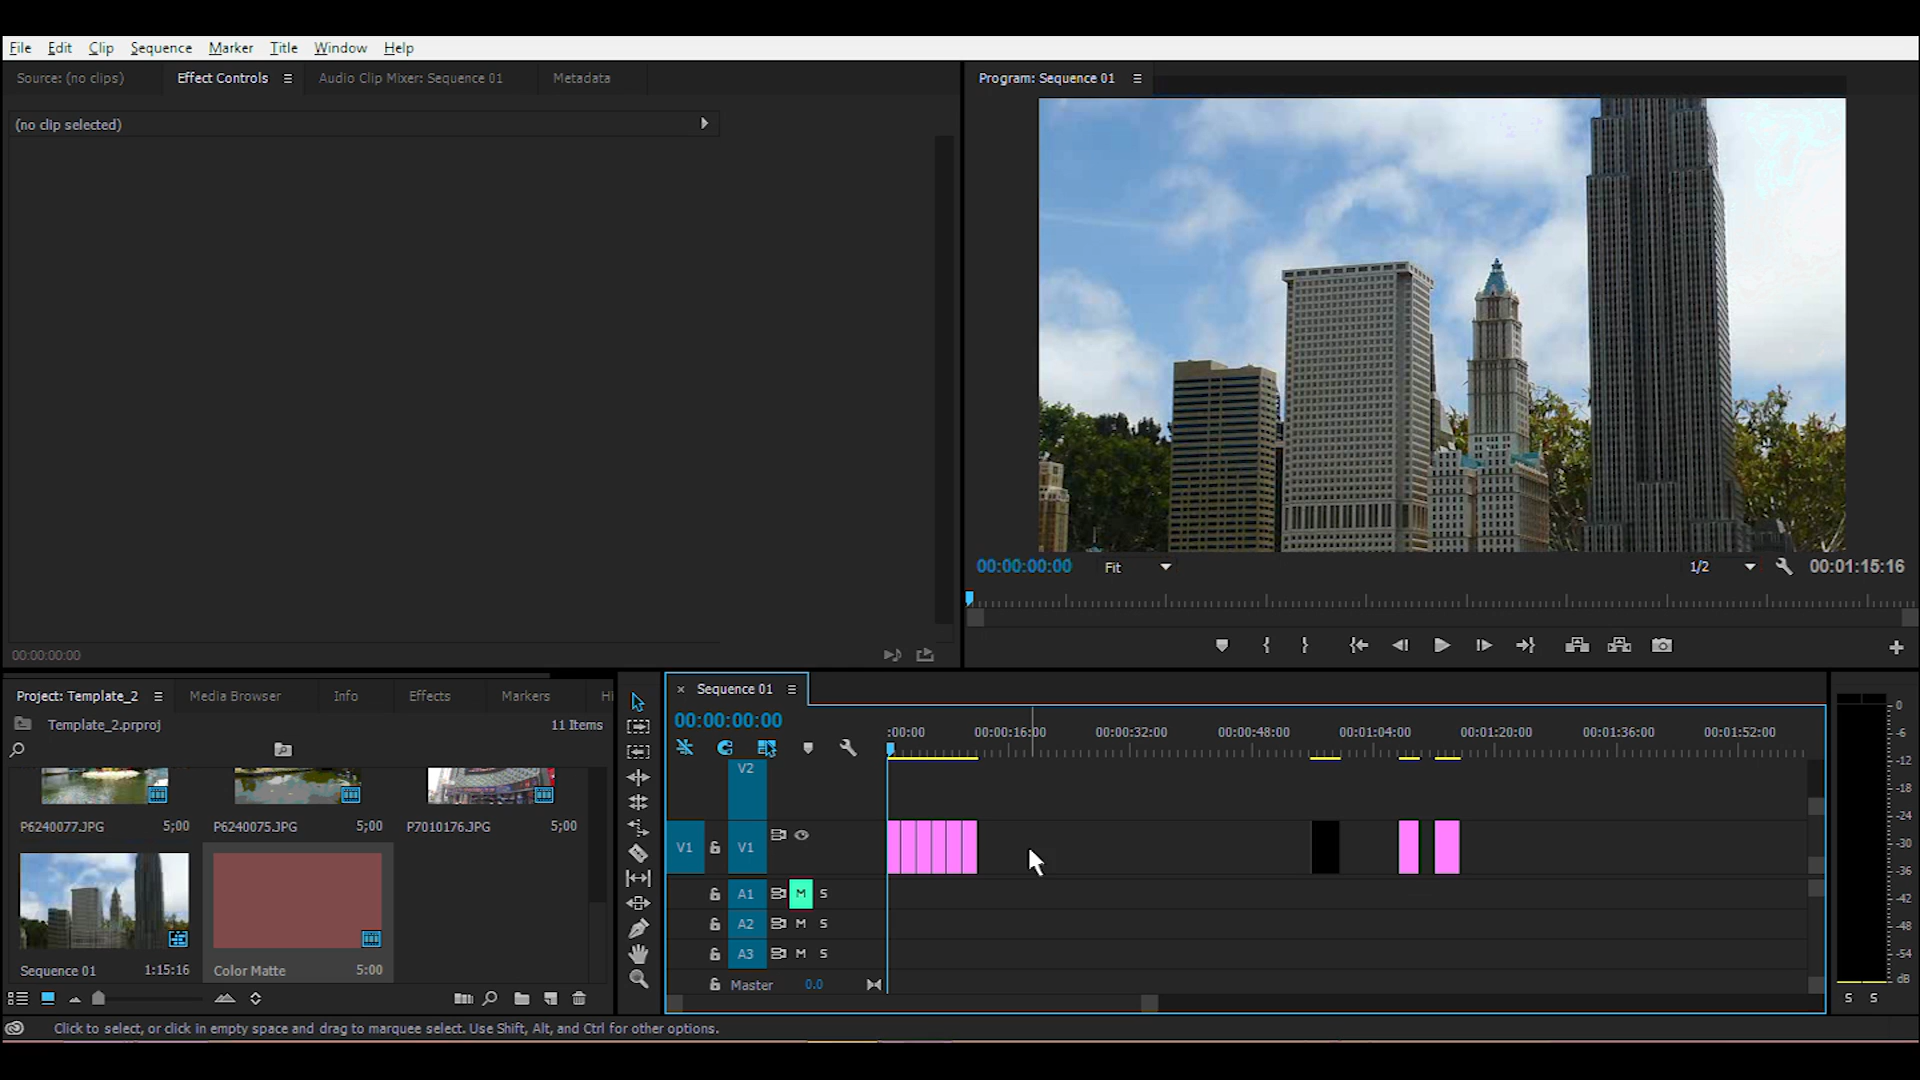 File Edit Clip Sequence Marker Title Window Help
Source: (no clips) Effect Controls Audio Clip Mixer: Sequence 01 Metadata
Program: Sequence 01
(no clip selected)
00:00:00:00 Fit 1/2 00:01:15:16
00:00:00:00
Project: Template_2 Media Browser Info Effects Markers Hi
Template_2.prproj 11 Items
P6240077.JPG 5;00 P6240075.JPG 5;00 P7010176.JPG 5;00
Sequence 01 1:15:16 Color Matte 5:00
Sequence 01
00:00:00:00
:00:00 00:00:16:00 00:00:32:00 00:00:48:00 00:01:04:00 00:01:20:00 00:01:36:00 00:01:52:00
V2
V1 V1
A1 M S
A2 M S
A3 M S
Master 0.0
0
-6
-12
-18
-24
-30
-36
-42
-48
-54
dB
S S
Click to select, or click in empty space and drag to marquee select. Use Shift, Alt, and Ctrl for other options.